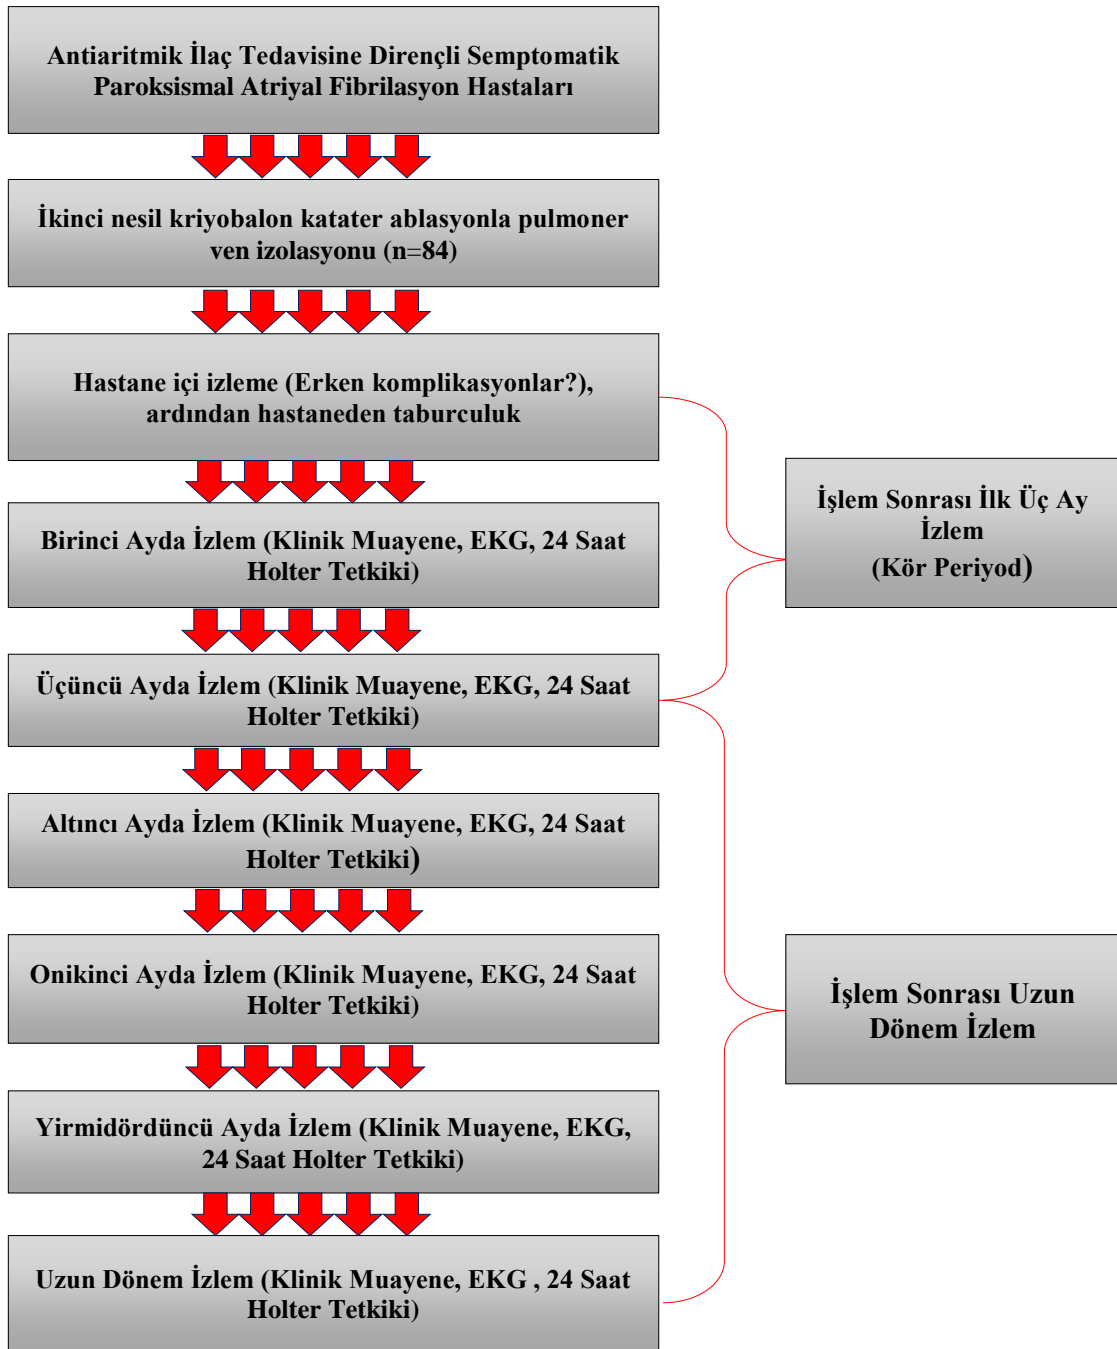 Antiaritmik İlaç Tedavisine Dirençli Semptomatik
Paroksismal Atriyal Fibrilasyon Hastaları
İkinci nesil kriyobalon katater ablasyonla pulmoner
ven izolasyonu (n=84)
Hastane içi izleme (Erken komplikasyonlar?),
ardından hastaneden taburculuk
Birinci Ayda İzlem (Klinik Muayene, EKG, 24 Saat
Holter Tetkiki)
Üçüncü Ayda İzlem (Klinik Muayene, EKG, 24 Saat
Holter Tetkiki)
Altıncı Ayda İzlem (Klinik Muayene, EKG, 24 Saat
Holter Tetkiki)
Onikinci Ayda İzlem (Klinik Muayene, EKG, 24 Saat
Holter Tetkiki)
Yirmidördüncü Ayda İzlem (Klinik Muayene, EKG,
24 Saat Holter Tetkiki)
Uzun Dönem İzlem (Klinik Muayene, EKG , 24 Saat
Holter Tetkiki)
İşlem Sonrası İlk Üç Ay
İzlem
(Kör Periyod)
İşlem Sonrası Uzun
Dönem İzlem